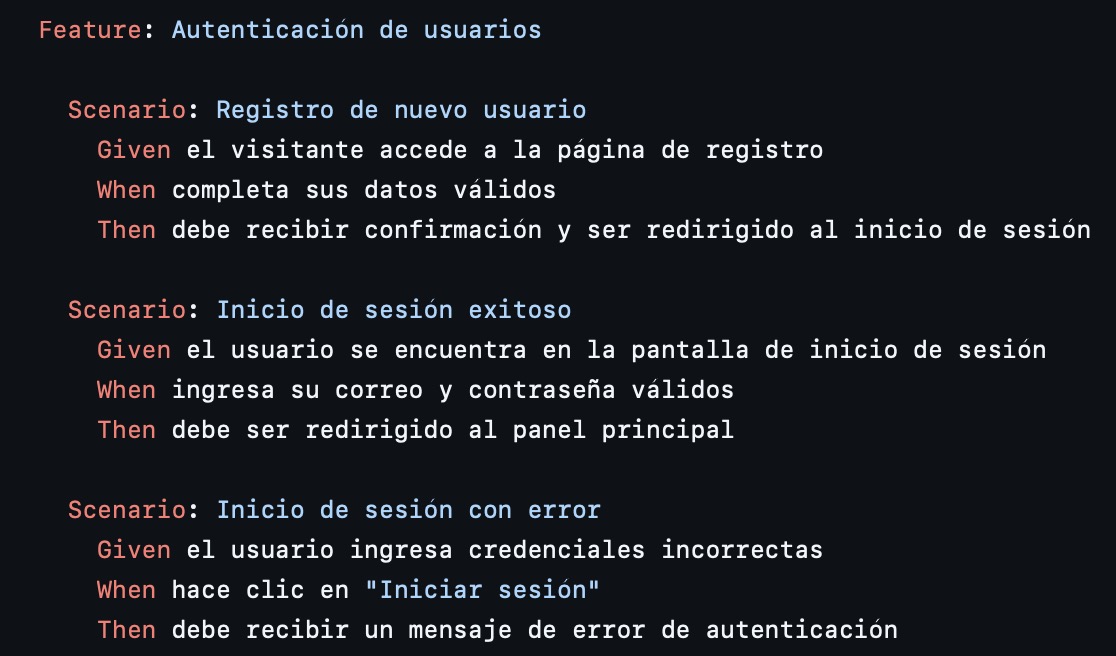 Feature: Autenticación de usuarios
Scenario: Registro de nuevo usuario
Given el visitante accede a la página de registro
When completa sus datos válidos
Then debe recibir confirmación y ser redirigido al inicio de sesión
Scenario: Inicio de sesión exitoso
Given el usuario se encuentra en la pantalla de inicio de sesión
When ingresa su correo y contraseña válidos
Then debe ser redirigido al panel principal
Scenario: Inicio de sesión con error
Given el usuario ingresa credenciales incorrectas
When hace clic en "Iniciar sesión"
Then debe recibir un mensaje de error de autenticación